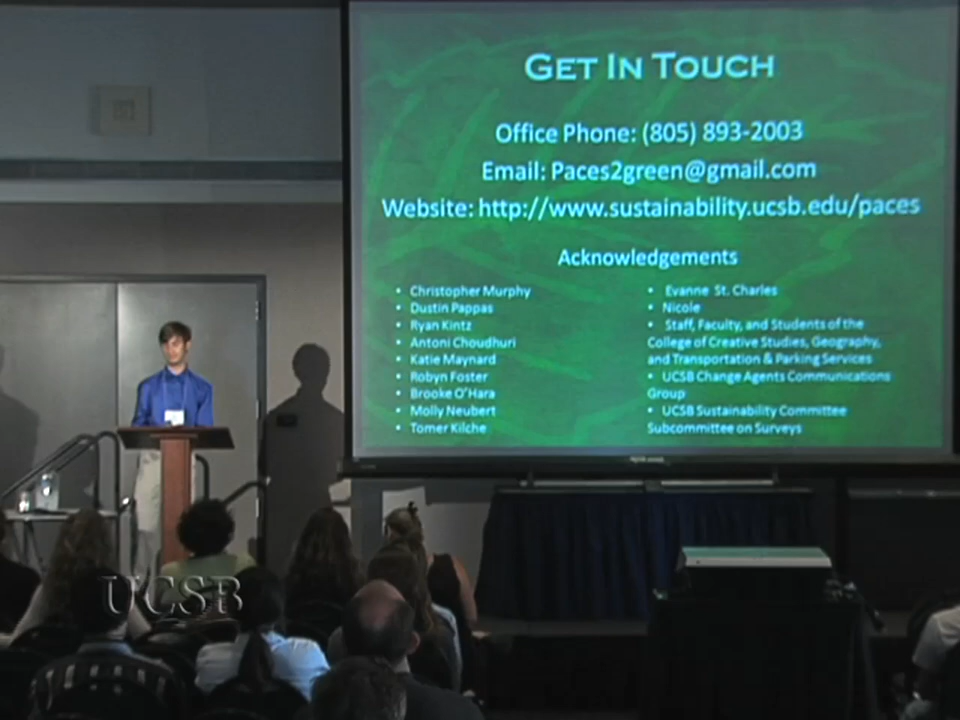 GET IN TOUCH
Office Phone: (805) 893-2003
Email: Paces2green@gmail.com
Website: http://www.sustainability.ucsb.edu/paces
Acknowledgements
• Christopher Murphy
• Dustin Pappas
• Ryan Kintz
• Antoni Choudhuri
• Katie Maynard
• Robyn Foster
• Brooke O'Hara
• Molly Neubert
• Tomer Kilche
• Evanne St. Charles
• Nicole
• Staff, Faculty, and Students of the
College of Creative Studies, Geography,
and Transportation & Parking Services
• UCSB Change Agents Communications
Group
• UCSB Sustainability Committee
Subcommittee on Surveys
UCSB